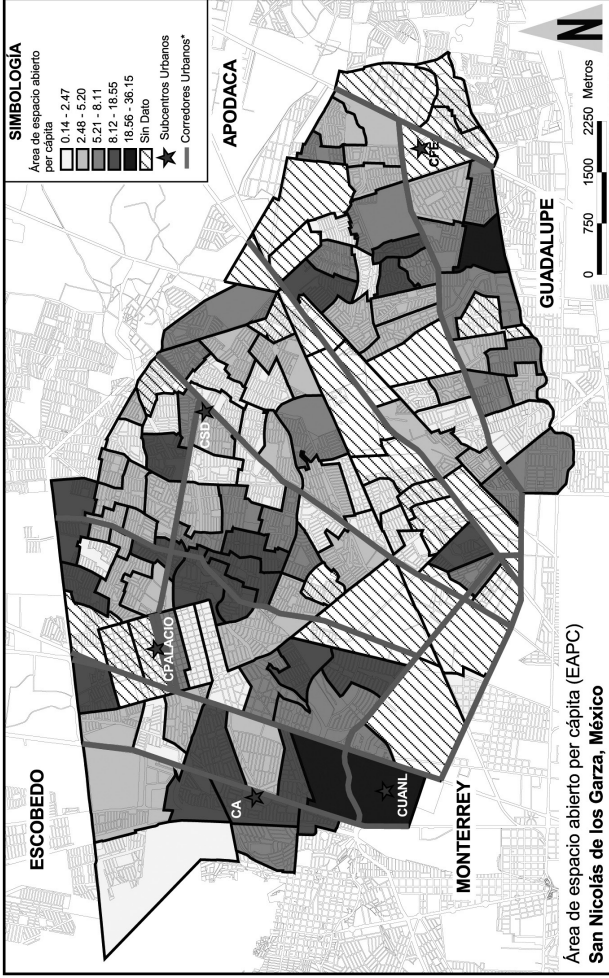 SIMBOLOGÍA
Área de espacio abierto
per cápita
0.14 - 2.47
2.48 - 5.20
5.21 - 8.11
8.12 - 18.55
18.56 - 36.15
Sin Dato
Subcentros Urbanos
Corredores Urbanos*
ESCOBEDO
APODACA
CPALACIO
CSD
CFE
CA
CUANL
MONTERREY
GUADALUPE
N
0 750 1500 2250 Metros
Área de espacio abierto per cápita (EAPC)
San Nicolás de los Garza, México